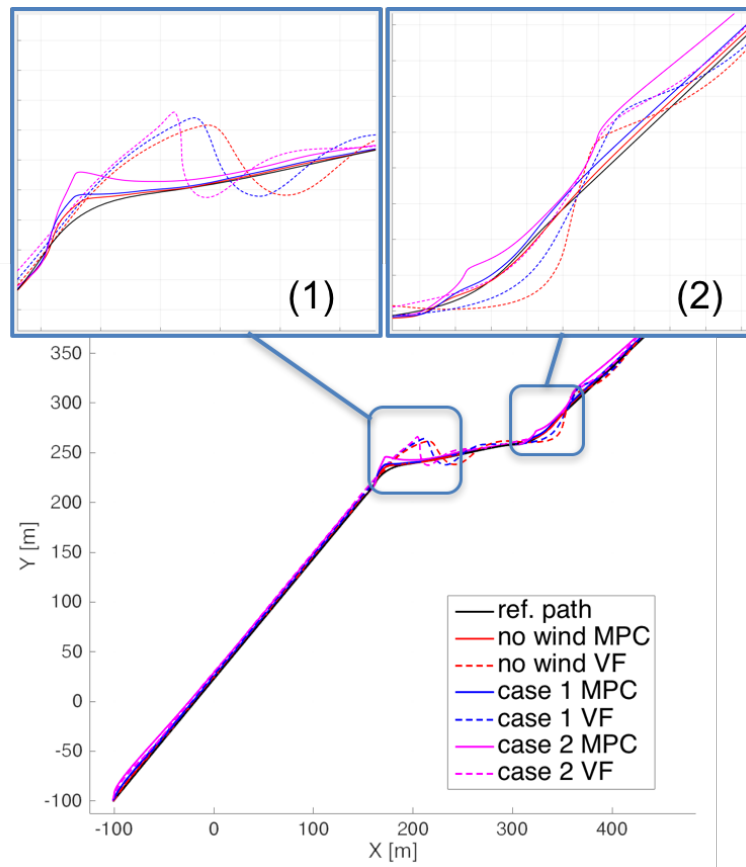 (1)
(2)
350
300
250
200
150
100
50
0
-50
-100
Y [m]
ref. path
no wind MPC
no wind VF
case 1 MPC
case 1 VF
case 2 MPC
case 2 VF
-100
0
100
200
300
400
X [m]